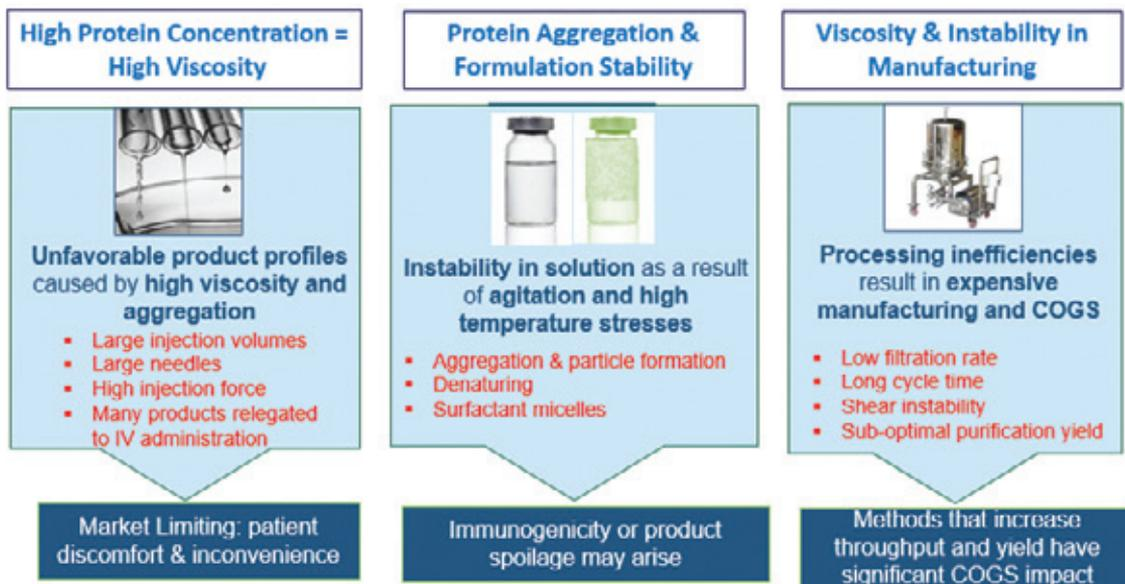 High Protein Concentration =
High Viscosity
Unfavorable product profiles
caused by high viscosity and
aggregation
▪ Large injection volumes
▪ Large needles
▪ High injection force
▪ Many products relegated
to IV administration
Market Limiting: patient
discomfort & inconvenience
Protein Aggregation &
Formulation Stability
Instability in solution as a result
of agitation and high
temperature stresses
▪ Aggregation & particle formation
▪ Denaturing
▪ Surfactant micelles
Immunogenicity or product
spoilage may arise
Viscosity & Instability in
Manufacturing
Processing inefficiencies
result in expensive
manufacturing and COGS
▪ Low filtration rate
▪ Long cycle time
▪ Shear instability
▪ Sub-optimal purification yield
Methods that increase
throughput and yield have
significant COGS impact